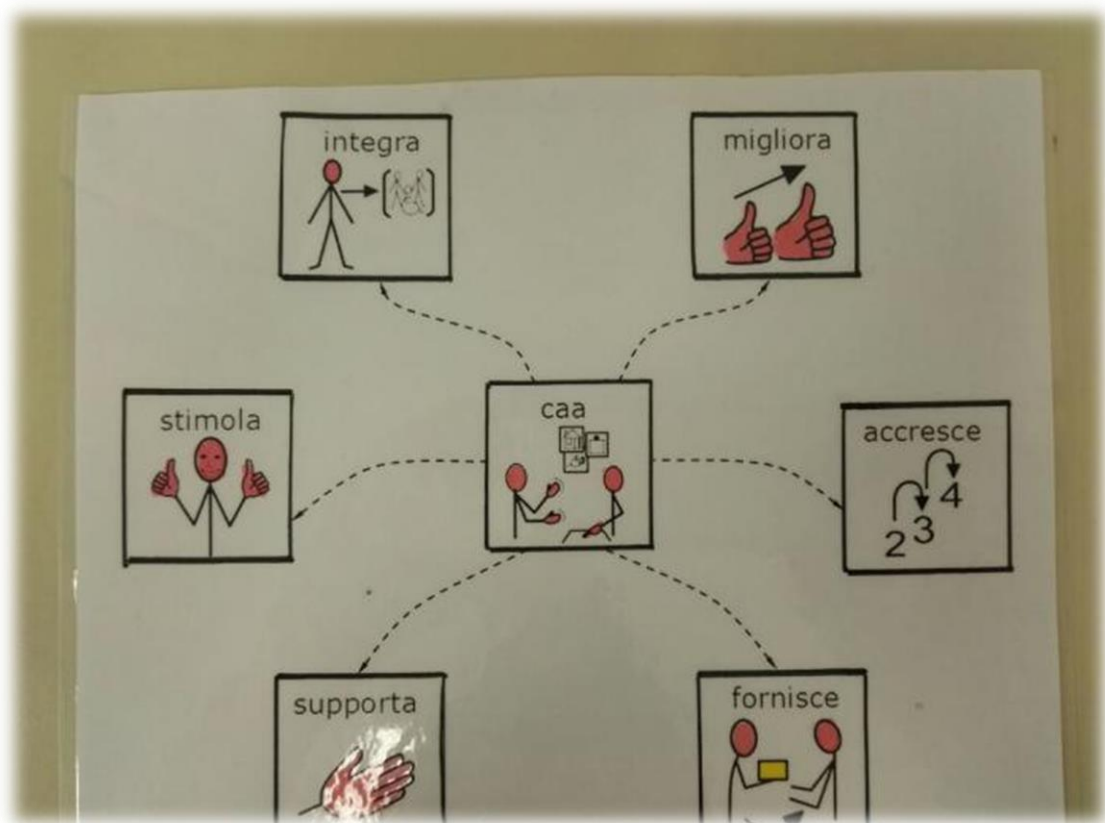 integra
migliora
stimola
caa
accresce
2 3 4
supporta
fornisce